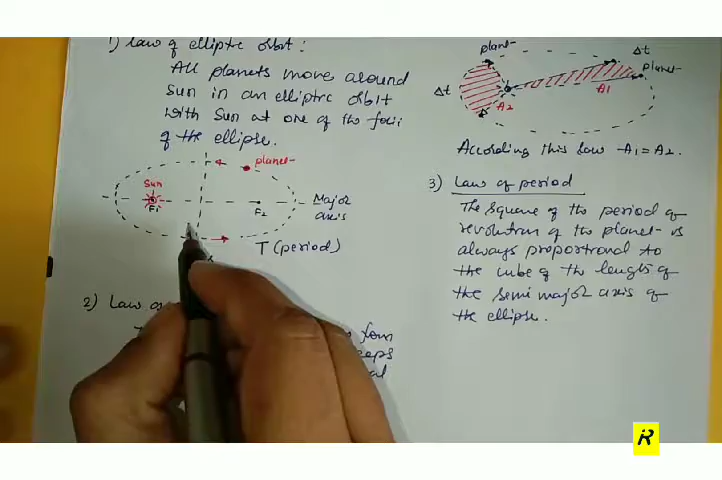 1) Law of elliptic orbit:
All planets move around
Sun in an elliptic orbit
with Sun at one of the foci
of the ellipse.
planet
Sun
F1
F2
Major
axis
T (period)
2) Law
form
planet
Δt
planet
Δt
A1
A2
According this law A1 = A2.
3) Law of period
The square of the period of
revolution of the planet is
always proportional to
the cube of the length of
the semi major axis of
the ellipse.
iR